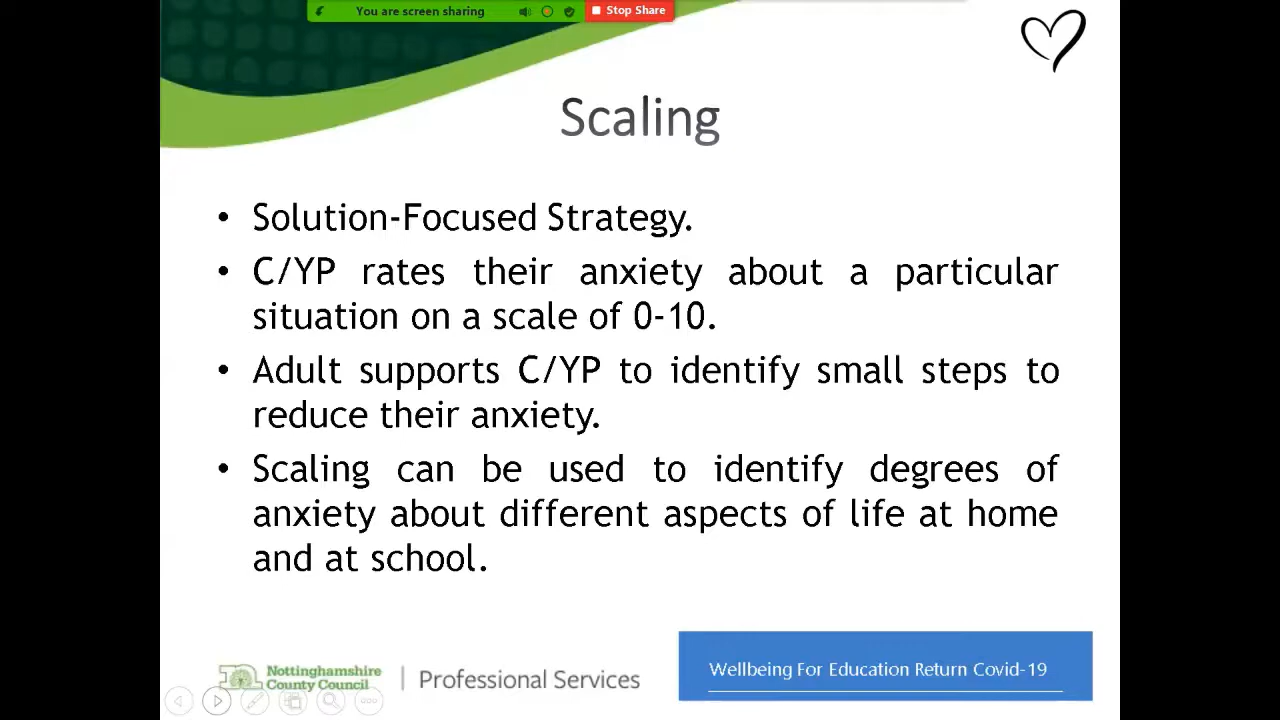 You are screen sharing
Stop Share
Scaling
• Solution-Focused Strategy.
• C/YP rates their anxiety about a particular
situation on a scale of 0-10.
• Adult supports C/YP to identify small steps to
reduce their anxiety.
• Scaling can be used to identify degrees of
anxiety about different aspects of life at home
and at school.
Nottinghamshire
County Council
Professional Services
Wellbeing For Education Return Covid-19